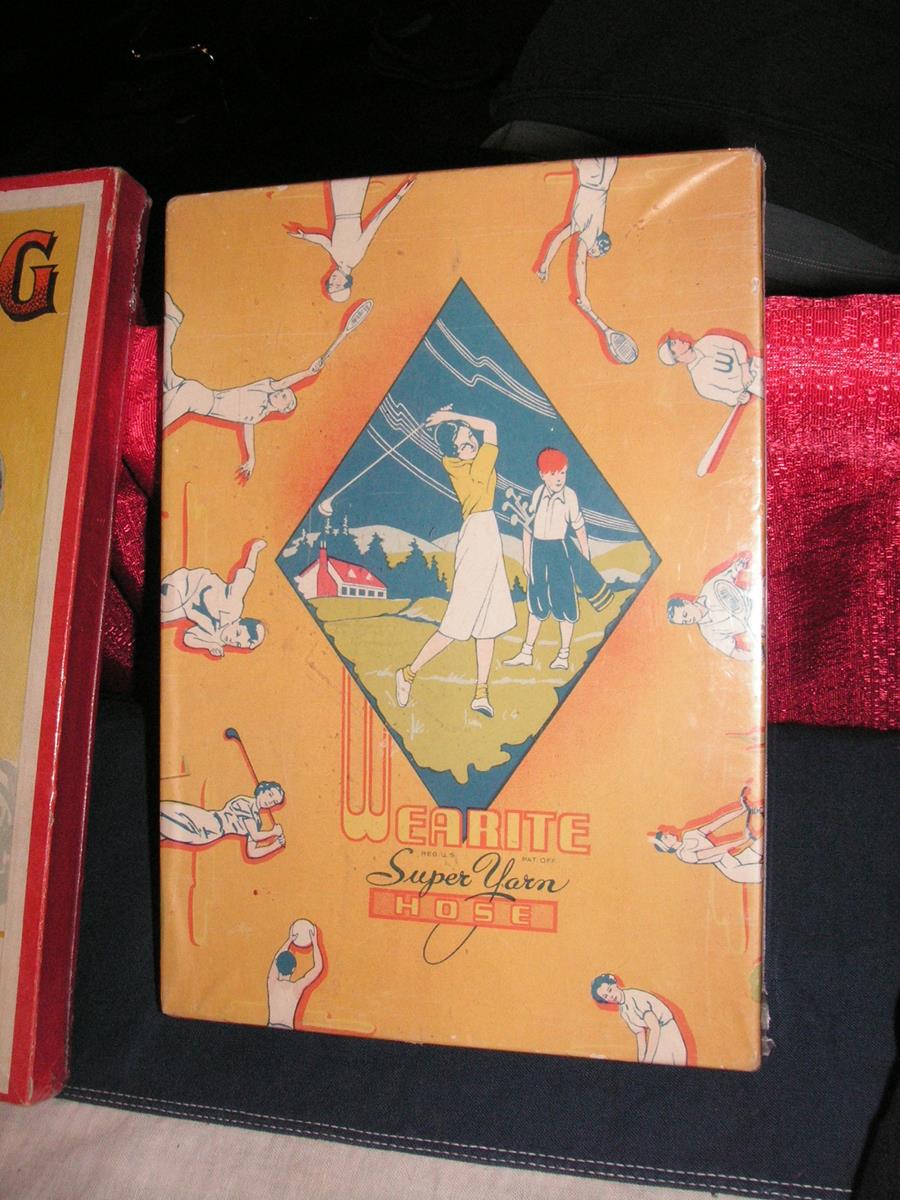 G
W
WEARITE
REG. U.S. PAT. OFF.
Super Yarn
HOSE